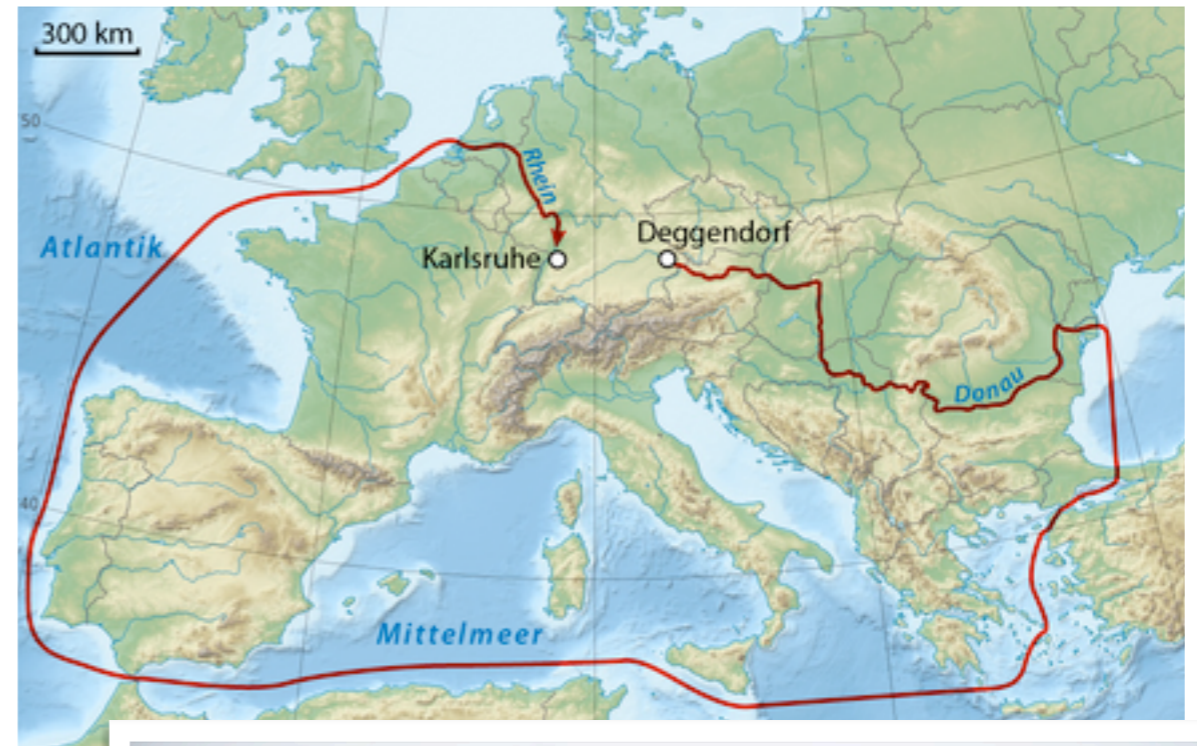 300 km
50
Rhein
Deggendorf
Atlantik
Karlsruhe
Donau
40
Mittelmeer